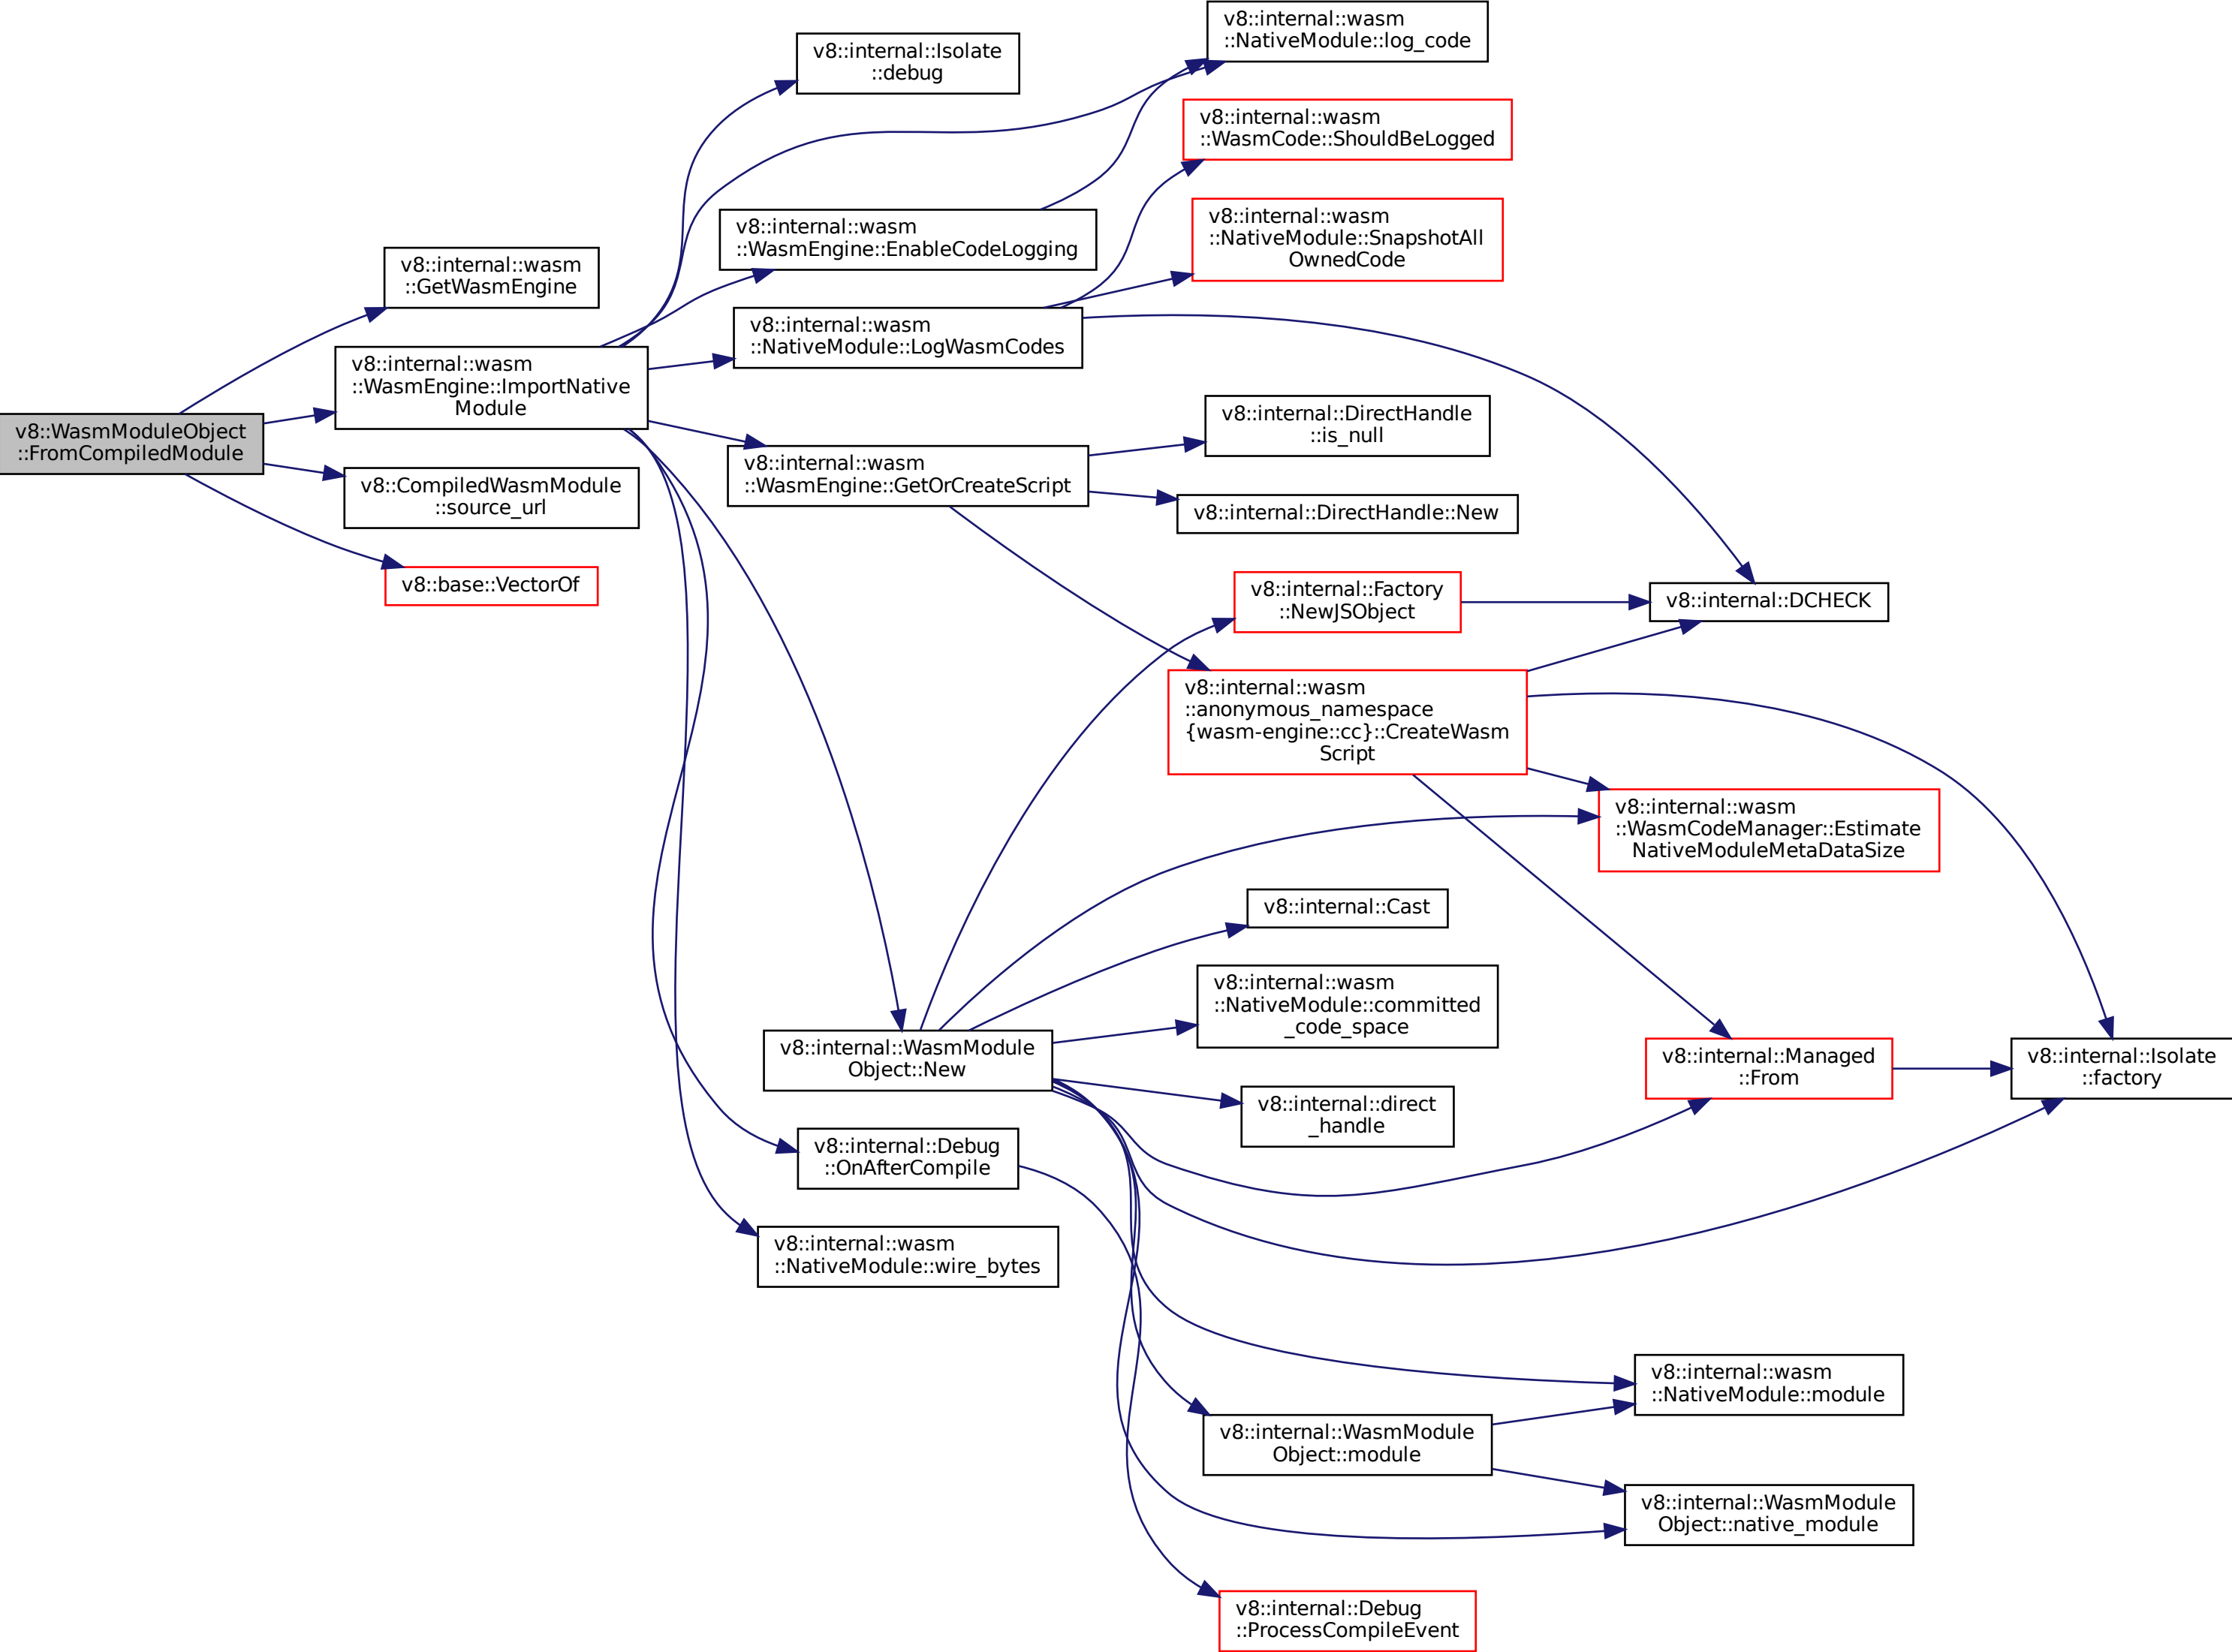 v8::WasmModuleObject
::FromCompiledModule
v8::internal::wasm
::GetWasmEngine
v8::internal::wasm
::WasmEngine::ImportNative
Module
v8::CompiledWasmModule
::source_url
v8::base::VectorOf
v8::internal::Isolate
::debug
v8::internal::wasm
::WasmEngine::EnableCodeLogging
v8::internal::wasm
::NativeModule::LogWasmCodes
v8::internal::wasm
::WasmEngine::GetOrCreateScript
v8::internal::WasmModule
Object::New
v8::internal::Debug
::OnAfterCompile
v8::internal::wasm
::NativeModule::wire_bytes
v8::internal::wasm
::NativeModule::log_code
v8::internal::wasm
::WasmCode::ShouldBeLogged
v8::internal::wasm
::NativeModule::SnapshotAll
OwnedCode
v8::internal::DirectHandle
::is_null
v8::internal::DirectHandle::New
v8::internal::Factory
::NewJSObject
v8::internal::wasm
::anonymous_namespace
{wasm-engine::cc}::CreateWasm
Script
v8::internal::Cast
v8::internal::wasm
::NativeModule::committed
_code_space
v8::internal::direct
_handle
v8::internal::WasmModule
Object::module
v8::internal::Debug
::ProcessCompileEvent
v8::internal::DCHECK
v8::internal::wasm
::WasmCodeManager::Estimate
NativeModuleMetaDataSize
v8::internal::Managed
::From
v8::internal::wasm
::NativeModule::module
v8::internal::WasmModule
Object::native_module
v8::internal::Isolate
::factory